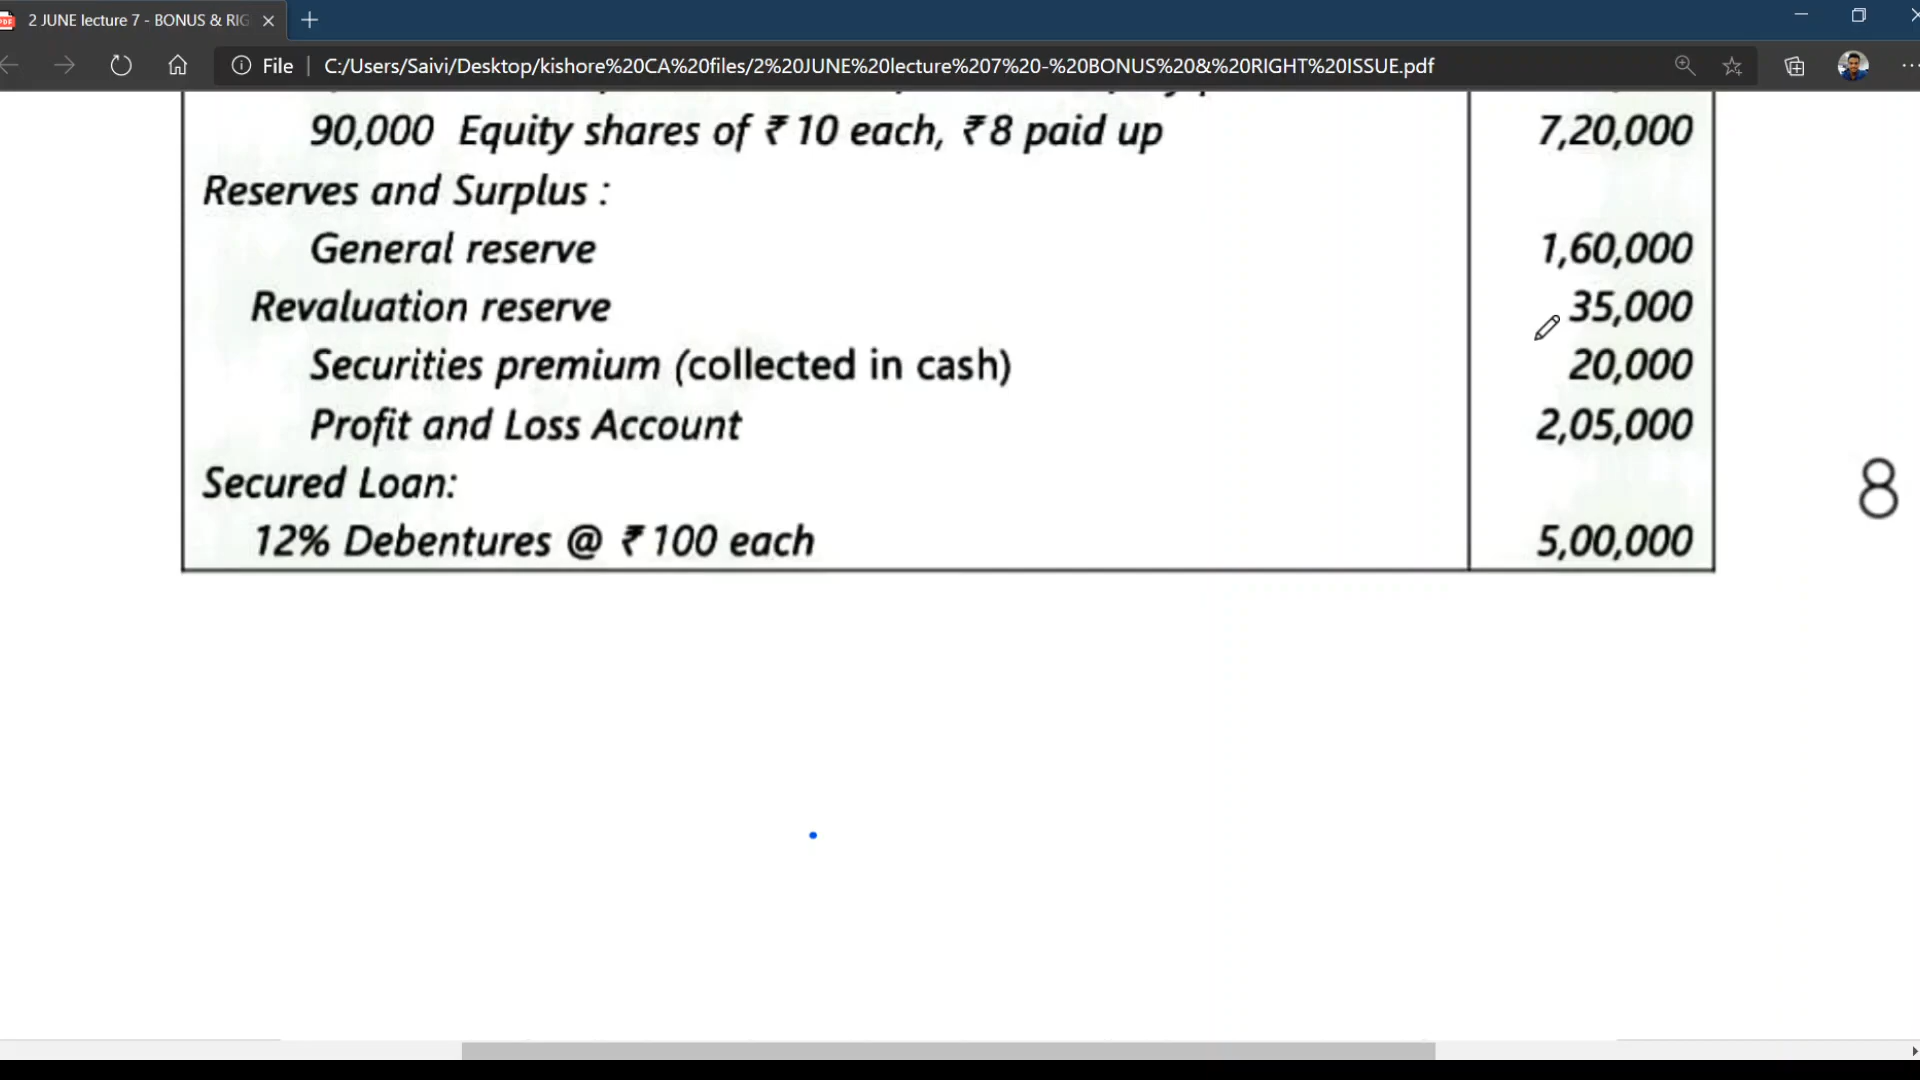 2 JUNE lecture 7 - BONUS & RIG
File
C:/Users/Saivi/Desktop/kishore%20CA%20files/2%20JUNE%20lecture%207%20-%20BONUS%20&%20RIGHT%20ISSUE.pdf
90,000 Equity shares of ₹ 10 each, ₹ 8 paid up 7,20,000
Reserves and Surplus :
General reserve 1,60,000
Revaluation reserve 35,000
Securities premium (collected in cash) 20,000
Profit and Loss Account 2,05,000
Secured Loan:
12% Debentures @ ₹ 100 each 5,00,000
8